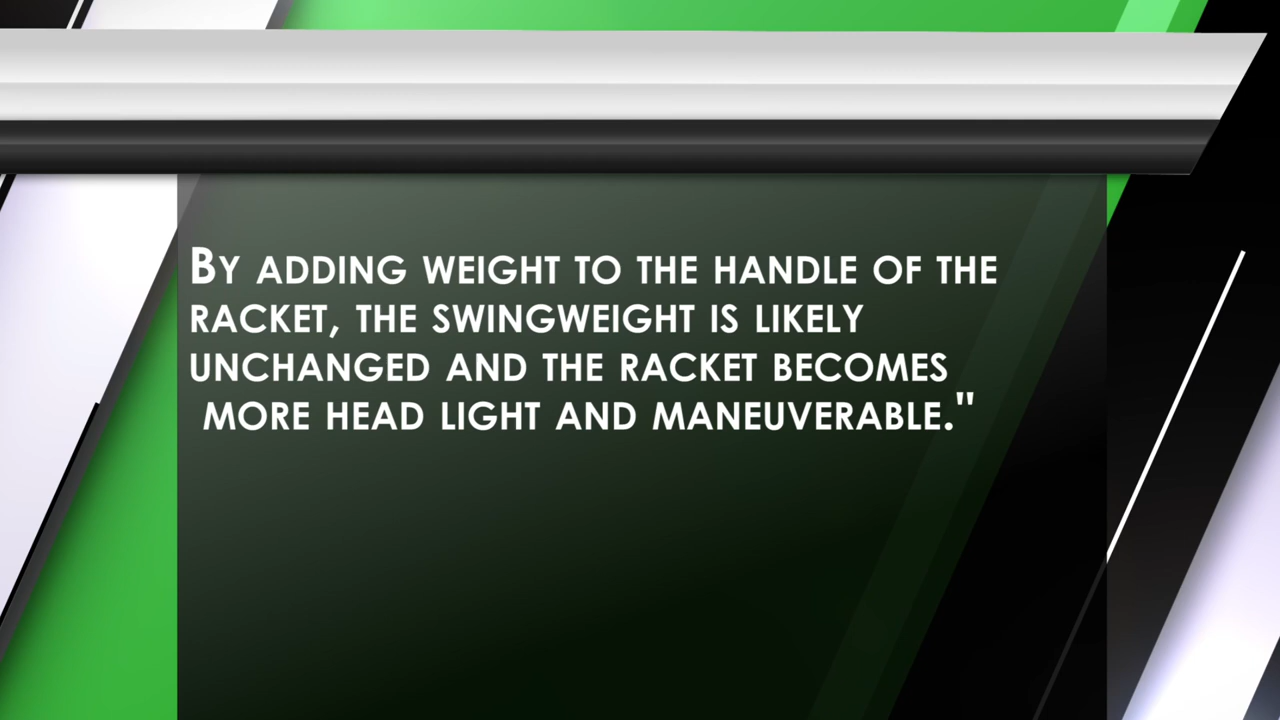 By adding weight to the handle of the
racket, the swingweight is likely
unchanged and the racket becomes
more head light and maneuverable."